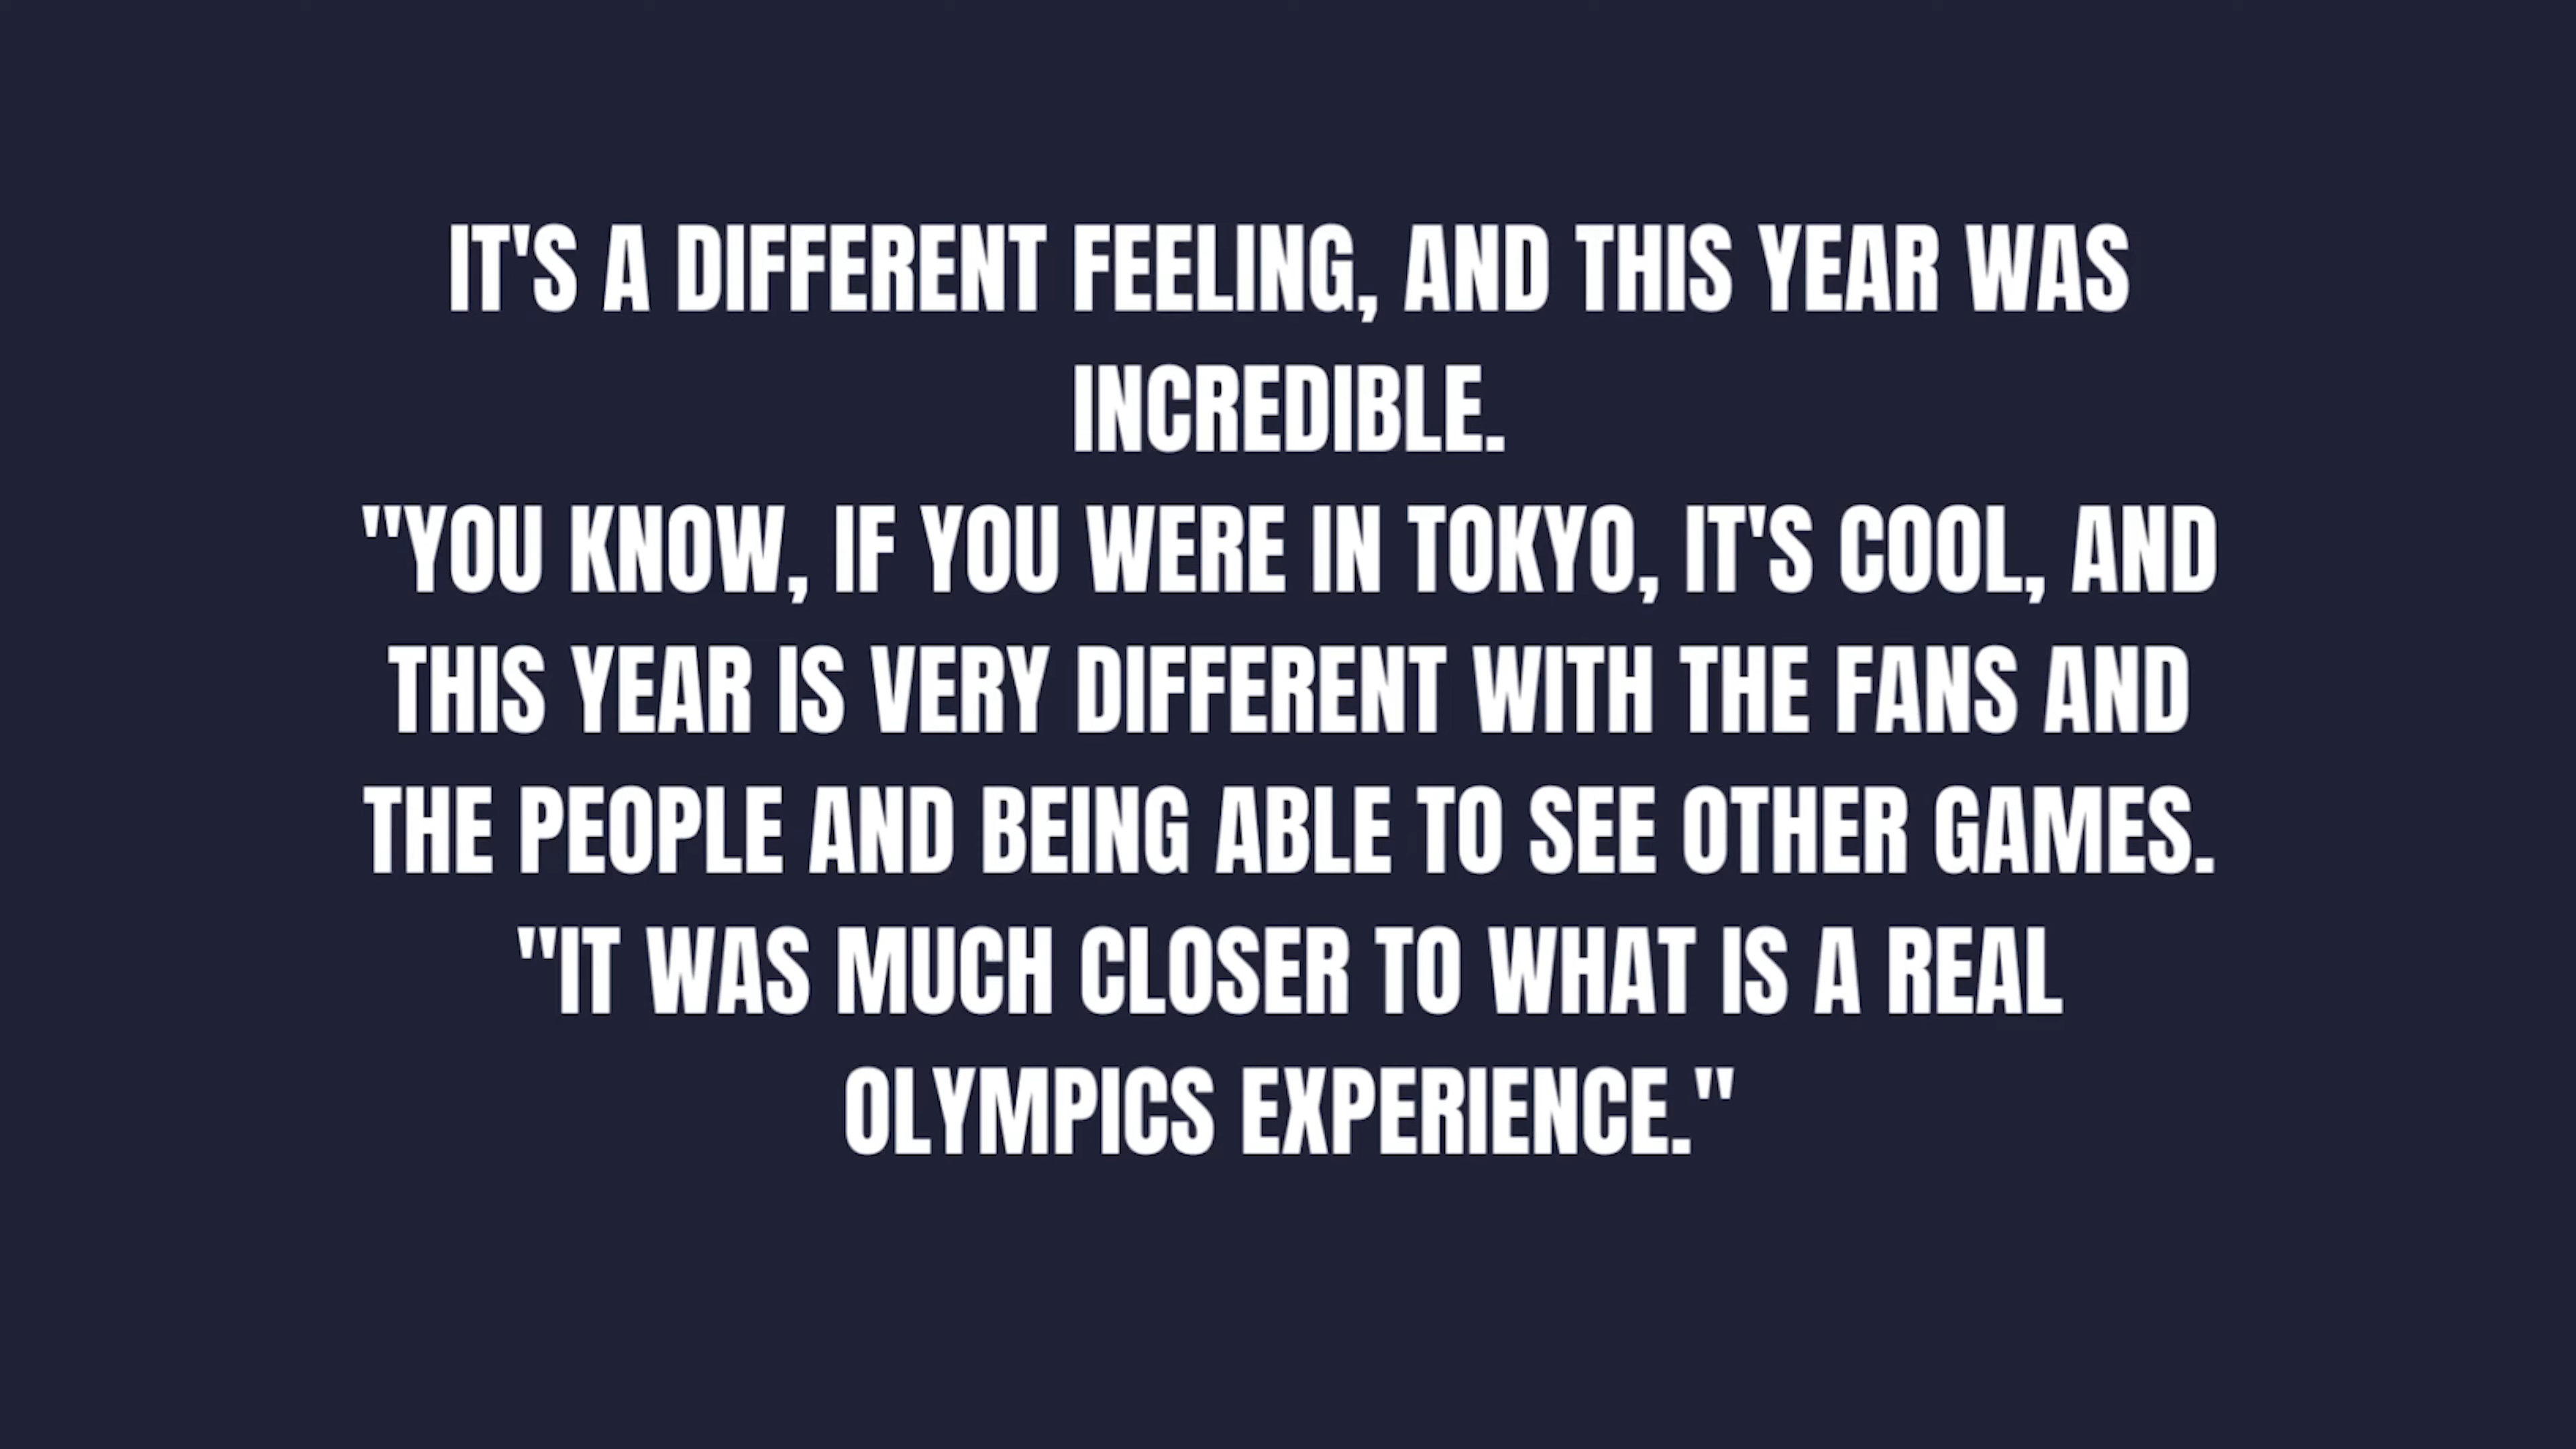 IT'S A DIFFERENT FEELING, AND THIS YEAR WAS
INCREDIBLE.
"YOU KNOW, IF YOU WERE IN TOKYO, IT'S COOL, AND
THIS YEAR IS VERY DIFFERENT WITH THE FANS AND
THE PEOPLE AND BEING ABLE TO SEE OTHER GAMES.
"IT WAS MUCH CLOSER TO WHAT IS A REAL
OLYMPICS EXPERIENCE."